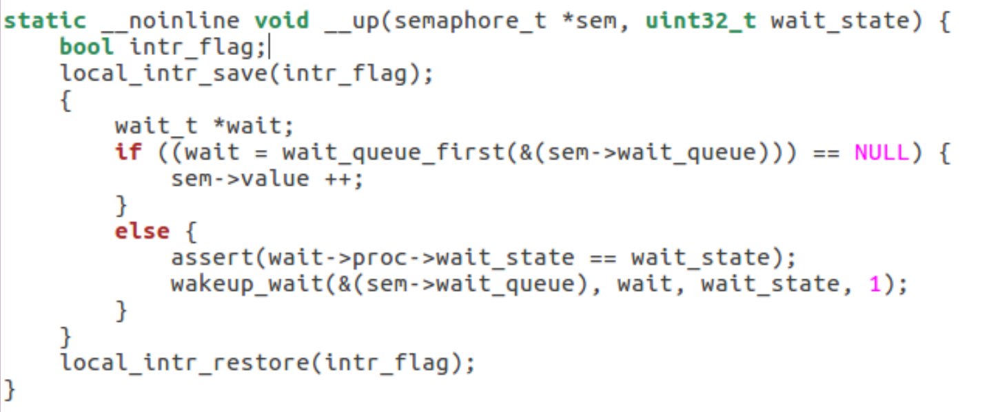 static __noinline void __up(semaphore_t *sem, uint32_t wait_state) {
    bool intr_flag;
    local_intr_save(intr_flag);
    {
        wait_t *wait;
        if ((wait = wait_queue_first(&(sem->wait_queue))) == NULL) {
            sem->value ++;
        }
        else {
            assert(wait->proc->wait_state == wait_state);
            wakeup_wait(&(sem->wait_queue), wait, wait_state, 1);
        }
    }
    local_intr_restore(intr_flag);
}